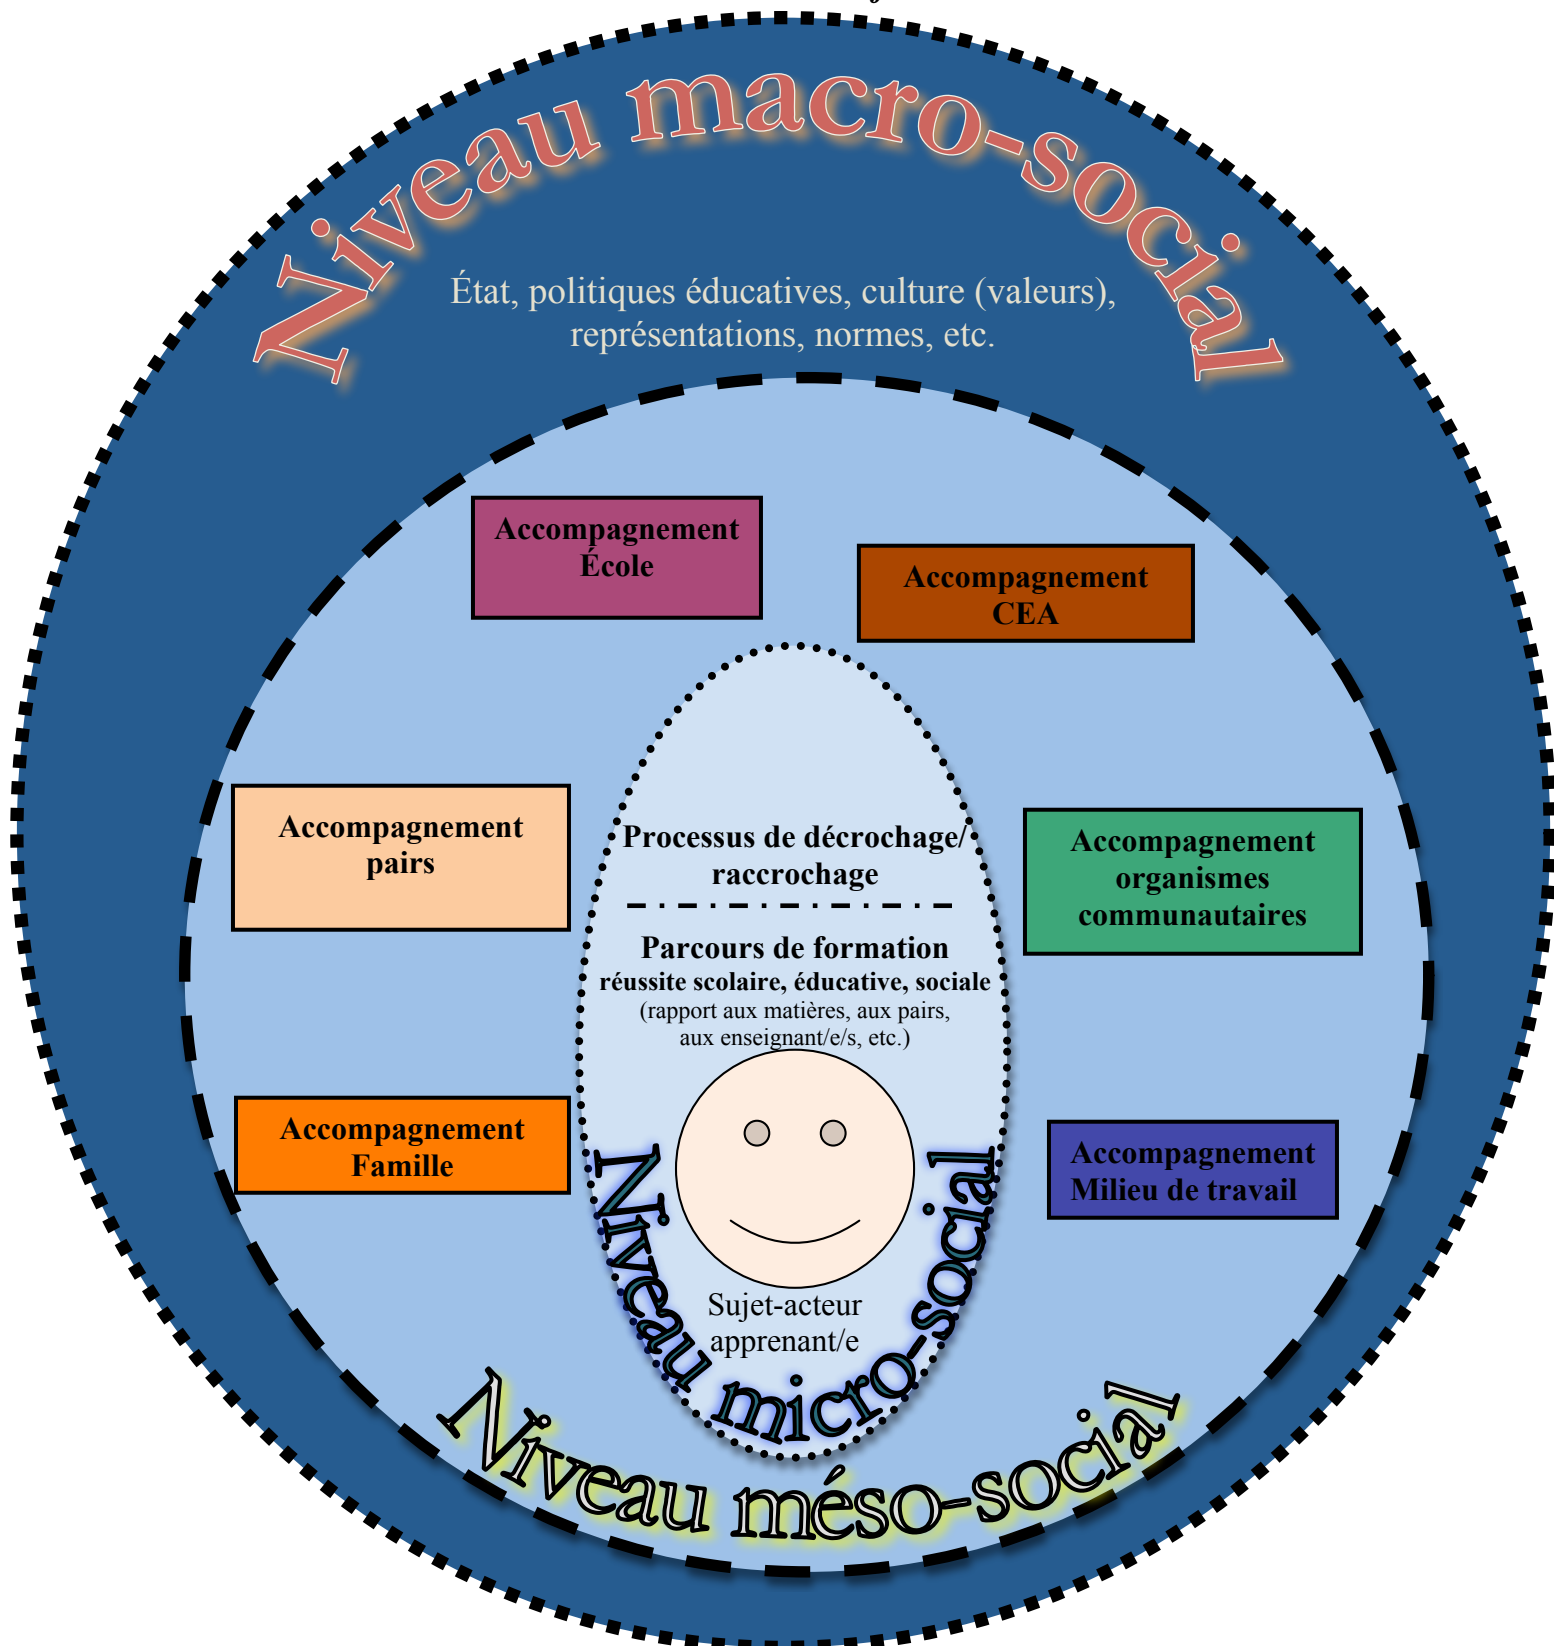 Niveau macro-social
État, politiques éducatives, culture (valeurs),
représentations, normes, etc.
Accompagnement
École
Accompagnement
CEA
Accompagnement
pairs
Accompagnement
organismes
communautaires
Processus de décrochage/
raccrochage
Parcours de formation
réussite scolaire, éducative, sociale
(rapport aux matières, aux pairs,
aux enseignant/e/s, etc.)
Accompagnement
Famille
Accompagnement
Milieu de travail
Sujet-acteur
apprenant/e
Niveau micro-social
Niveau méso-social